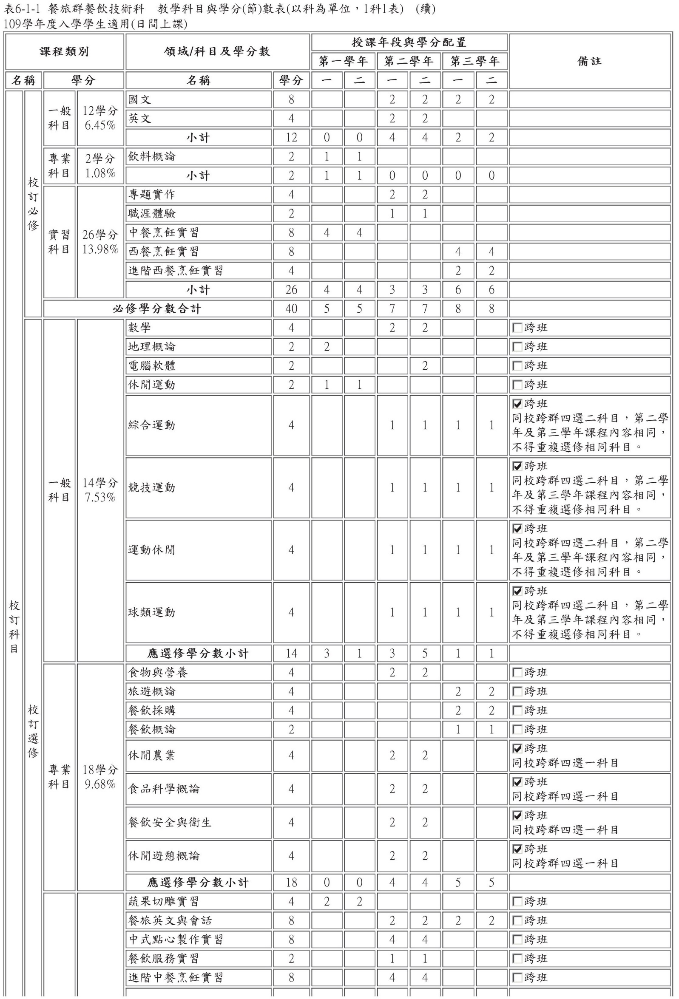 表6-1-1 餐旅群餐飲技術科　教學科目與學分(節)數表(以科為單位，1科1表)　(續)
109學年度入學學生適用(日間上課)
課程類別 領域/科目及學分數 授課年段與學分配置 備註
第一學年 第二學年 第三學年
名稱 學分 名稱 學分 一 二 一 二 一 二
校訂科目
校訂必修
一般科目 12學分 6.45%
國文 8 2 2 2 2
英文 4 2 2
小計 12 0 0 4 4 2 2
專業科目 2學分 1.08%
飲料概論 2 1 1
小計 2 1 1 0 0 0 0
實習科目 26學分 13.98%
專題實作 4 2 2
職涯體驗 2 1 1
中餐烹飪實習 8 4 4
西餐烹飪實習 8 4 4
進階西餐烹飪實習 4 2 2
小計 26 4 4 3 3 6 6
必修學分數合計 40 5 5 7 7 8 8
校訂選修
一般科目 14學分 7.53%
數學 4 2 2 跨班
地理概論 2 2 跨班
電腦軟體 2 2 跨班
休閒運動 2 1 1 跨班
綜合運動 4 1 1 1 1 跨班
同校跨群四選二科目，第二學
年及第三學年課程內容相同，
不得重複選修相同科目。
競技運動 4 1 1 1 1 跨班
同校跨群四選二科目，第二學
年及第三學年課程內容相同，
不得重複選修相同科目。
運動休閒 4 1 1 1 1 跨班
同校跨群四選二科目，第二學
年及第三學年課程內容相同，
不得重複選修相同科目。
球類運動 4 1 1 1 1 跨班
同校跨群四選二科目，第二學
年及第三學年課程內容相同，
不得重複選修相同科目。
應選修學分數小計 14 3 1 3 5 1 1
專業科目 18學分 9.68%
食物與營養 4 2 2 跨班
旅遊概論 4 2 2 跨班
餐飲採購 4 2 2 跨班
餐飲概論 2 1 1 跨班
休閒農業 4 2 2 跨班
同校跨群四選一科目
食品科學概論 4 2 2 跨班
同校跨群四選一科目
餐飲安全與衛生 4 2 2 跨班
同校跨群四選一科目
休閒遊憩概論 4 2 2 跨班
同校跨群四選一科目
應選修學分數小計 18 0 0 4 4 5 5
蔬果切雕實習 4 2 2 跨班
餐旅英文與會話 8 2 2 2 2 跨班
中式點心製作實習 8 4 4 跨班
餐飲服務實習 2 1 1 跨班
進階中餐烹飪實習 8 4 4 跨班